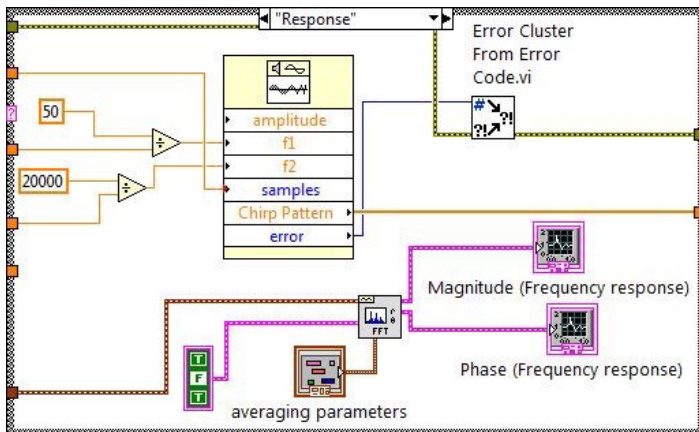 "Response"
Error Cluster
From Error
Code.vi
#
?!
?!
?
50
amplitude
f1
÷
f2
20000
÷
samples
Chirp Pattern
error
Magnitude (Frequency response)
FFT
T
F
T
Phase (Frequency response)
averaging parameters